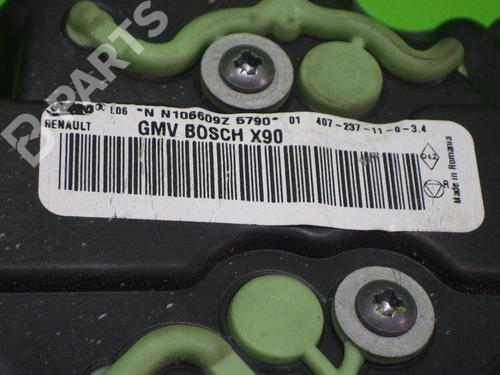 B-PARTS
L06 *N N106609Z 5790* 01 407-237-11-0-3.4
RENAULT
GMV BOSCH X90
Made in Romania
R